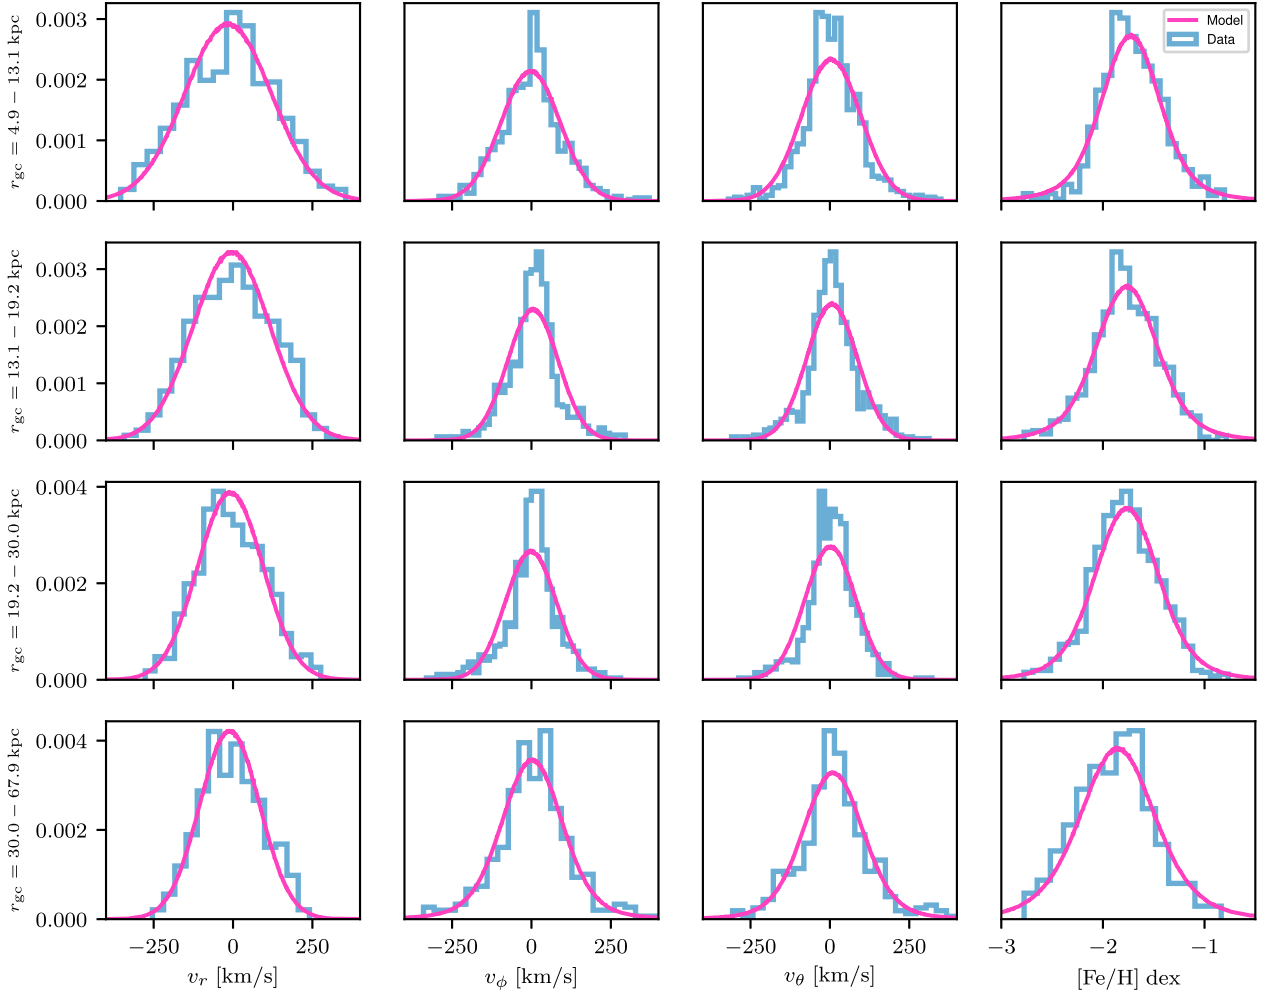 r_gc = 4.9 − 13.1 kpc
0.003
0.002
0.001
0.000
Model
Data
r_gc = 13.1 − 19.2 kpc
0.003
0.002
0.001
0.000
r_gc = 19.2 − 30.0 kpc
0.004
0.002
0.000
r_gc = 30.0 − 67.9 kpc
0.004
0.002
0.000
−250 0 250
−250 0 250
−250 0 250
−3 −2 −1
v_r [km/s]
v_ϕ [km/s]
v_θ [km/s]
[Fe/H] dex